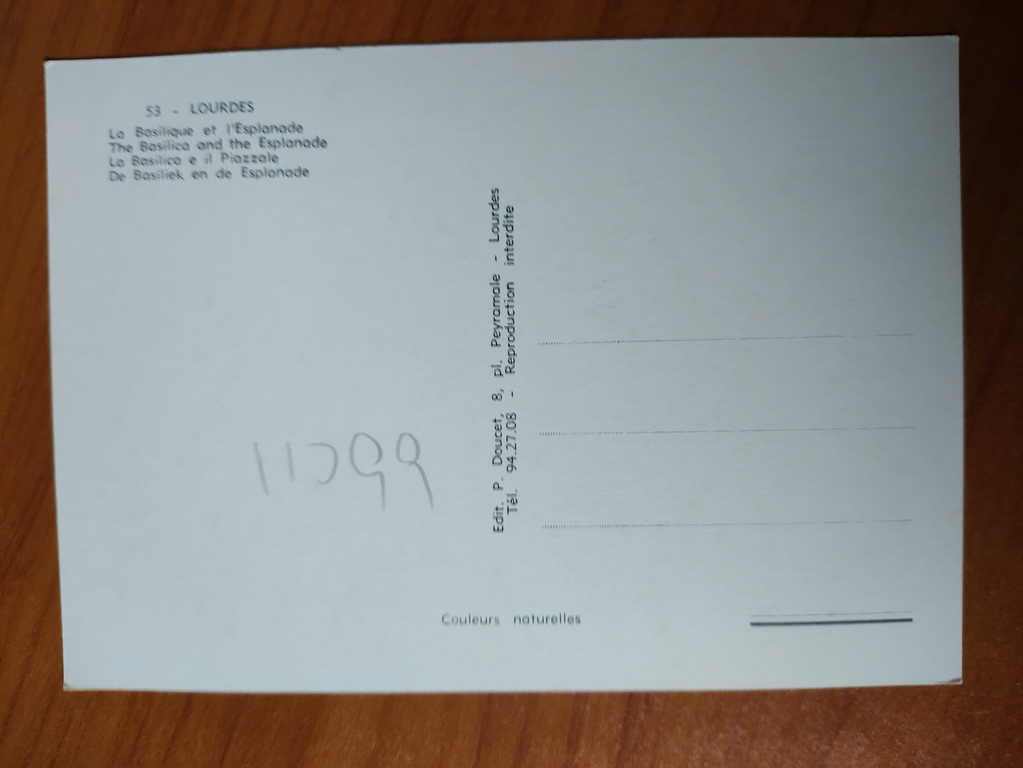 53 - LOURDES
La Basilique et l'Esplanade
The Basilica and the Esplanade
La Basilica e il Piazzale
De Basiliek en de Esplanade
Edit. P. Doucet, 8, pl. Peyramale - Lourdes
Tél. 94.27.08 - Reproduction interdite
Couleurs naturelles